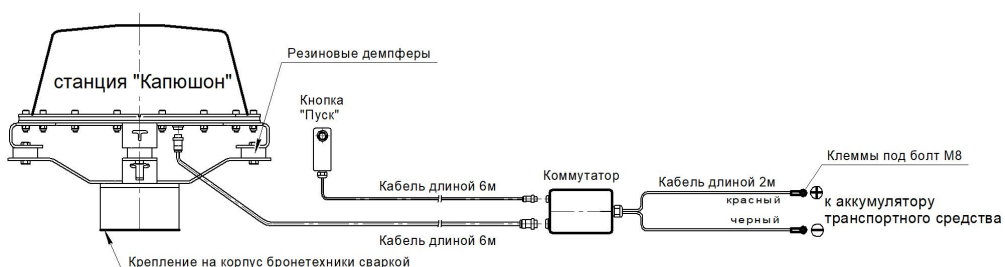 Резиновые демпферы
станция "Капюшон"
Кнопка
"Пуск"
Клеммы под болт М8
Кабель длиной 6м
Коммутатор
Кабель длиной 2м
красный
черный
к аккумулятору
транспортного средства
Кабель длиной 6м
Крепление на корпус бронетехники сваркой